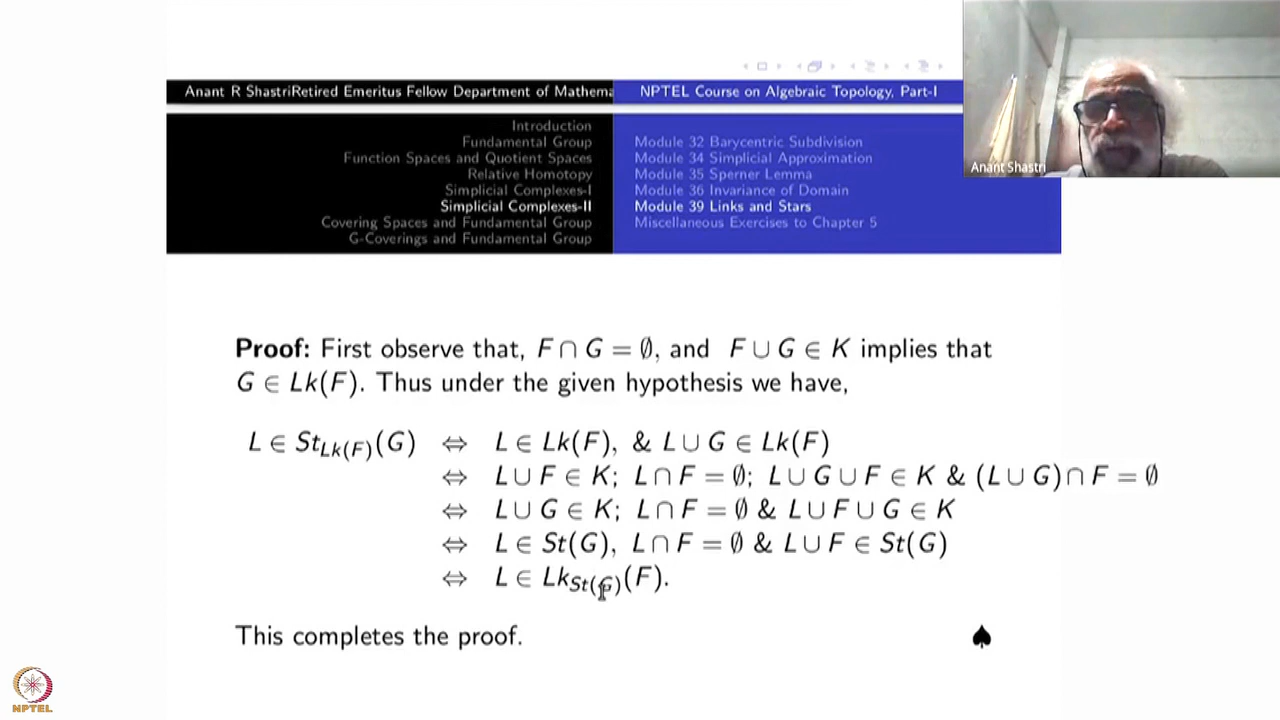 Anant R ShastriRetired Emeritus Fellow Department of Mathema
NPTEL Course on Algebraic Topology, Part-I
Introduction
Fundamental Group
Function Spaces and Quotient Spaces
Relative Homotopy
Simplicial Complexes-I
Simplicial Complexes-II
Covering Spaces and Fundamental Group
G-Coverings and Fundamental Group
Module 32 Barycentric Subdivision
Module 34 Simplicial Approximation
Module 35 Sperner Lemma
Module 36 Invariance of Domain
Module 39 Links and Stars
Miscellaneous Exercises to Chapter 5
Anant Shastri
Proof: First observe that, F ∩ G = ∅, and F ∪ G ∈ K implies that
G ∈ Lk(F). Thus under the given hypothesis we have,
L ∈ St_{Lk(F)}(G) ⇔ L ∈ Lk(F), & L ∪ G ∈ Lk(F)
⇔ L ∪ F ∈ K; L ∩ F = ∅; L ∪ G ∪ F ∈ K & (L ∪ G) ∩ F = ∅
⇔ L ∪ G ∈ K; L ∩ F = ∅ & L ∪ F ∪ G ∈ K
⇔ L ∈ St(G), L ∩ F = ∅ & L ∪ F ∈ St(G)
⇔ L ∈ Lk_{St(G)}(F).
This completes the proof. ♠
NPTEL